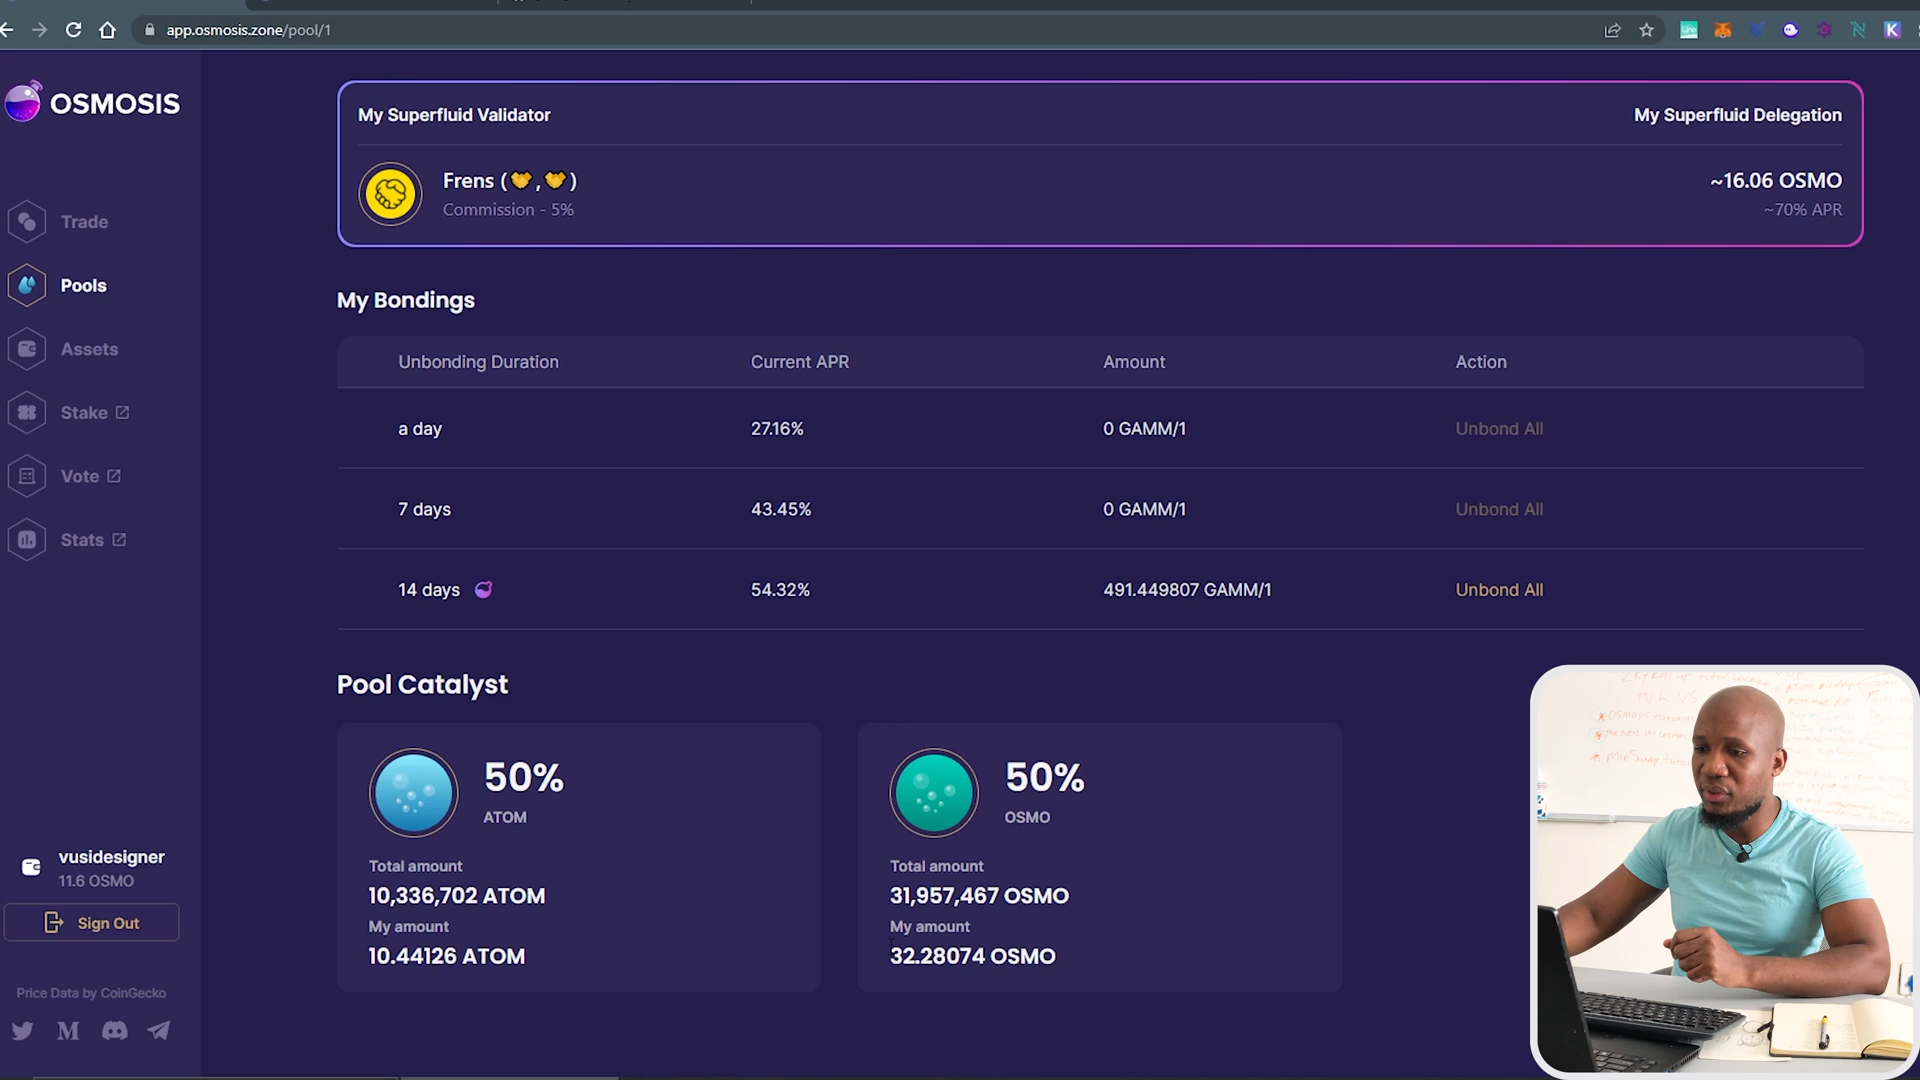 app.osmosis.zone/pool/1
OSMOSIS
Trade
Pools
Assets
Stake
Vote
Stats
vusidesigner
11.6 OSMO
Sign Out
Price Data by CoinGecko
My Superfluid Validator
My Superfluid Delegation
Frens (🤝,🤝)
Commission - 5%
~16.06 OSMO
~70% APR
My Bondings
Unbonding Duration Current APR Amount Action
a day 27.16% 0 GAMM/1 Unbond All
7 days 43.45% 0 GAMM/1 Unbond All
14 days 54.32% 491.449807 GAMM/1 Unbond All
Pool Catalyst
50%
ATOM
Total amount
10,336,702 ATOM
My amount
10.44126 ATOM
50%
OSMO
Total amount
31,957,467 OSMO
My amount
32.28074 OSMO